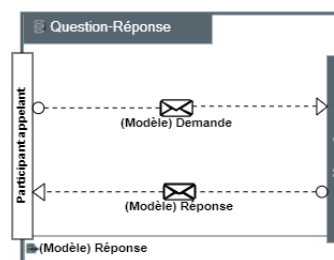 Question-Réponse
Participant appelant
(Modèle) Demande
(Modèle) Réponse
(Modèle) Réponse